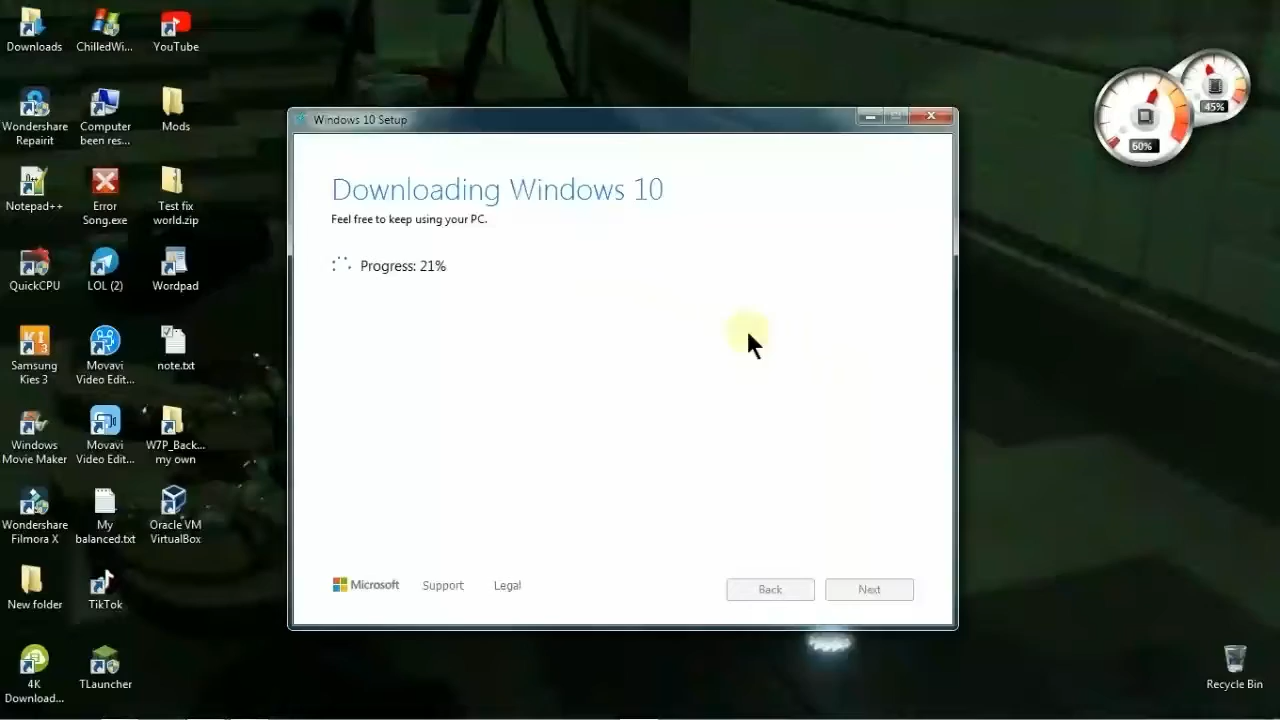 Downloads
ChilledWi...
YouTube
Wondershare
Repairit
Computer
been res...
Mods
Notepad++
Error
Song.exe
Test fix
world.zip
QuickCPU
LOL (2)
Wordpad
Samsung
Kies 3
Movavi
Video Edit...
note.txt
Windows
Movie Maker
Movavi
Video Edit...
W7P_Back...
my own
Wondershare
Filmora X
My
balanced.txt
Oracle VM
VirtualBox
New folder
TikTok
4K
Download...
TLauncher
Windows 10 Setup
Downloading Windows 10
Feel free to keep using your PC.
Progress: 21%
Microsoft
Support
Legal
Back
Next
45%
60%
Recycle Bin